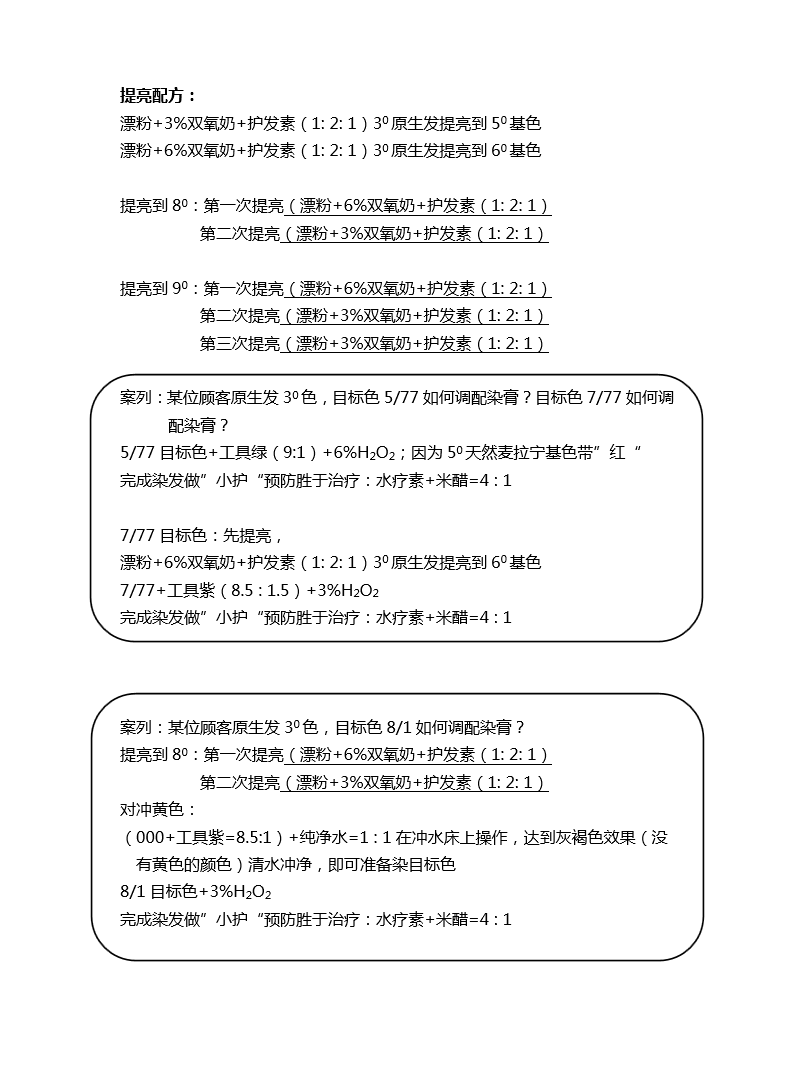 提亮配方：
漂粉+3%双氧奶+护发素（1: 2: 1）3⁰原生发提亮到 5⁰基色
漂粉+6%双氧奶+护发素（1: 2: 1）3⁰原生发提亮到 6⁰基色
提亮到 8⁰：第一次提亮（漂粉+6%双氧奶+护发素（1: 2: 1）
第二次提亮（漂粉+3%双氧奶+护发素（1: 2: 1）
提亮到 9⁰：第一次提亮（漂粉+6%双氧奶+护发素（1: 2: 1）
第二次提亮（漂粉+3%双氧奶+护发素（1: 2: 1）
第三次提亮（漂粉+3%双氧奶+护发素（1: 2: 1）
案列：某位顾客原生发 3⁰色，目标色 5/77 如何调配染膏？目标色 7/77 如何调
配染膏？
5/77 目标色+工具绿（9:1）+6%H₂O₂；因为 5⁰天然麦拉宁基色带”红“
完成染发做”小护“预防胜于治疗：水疗素+米醋=4：1
7/77 目标色：先提亮，
漂粉+6%双氧奶+护发素（1: 2: 1）3⁰原生发提亮到 6⁰基色
7/77+工具紫（8.5：1.5）+3%H₂O₂
完成染发做”小护“预防胜于治疗：水疗素+米醋=4：1
案列：某位顾客原生发 3⁰色，目标色 8/1 如何调配染膏？
提亮到 8⁰：第一次提亮（漂粉+6%双氧奶+护发素（1: 2: 1）
第二次提亮（漂粉+3%双氧奶+护发素（1: 2: 1）
对冲黄色：
（000+工具紫=8.5:1）+纯净水=1：1 在冲水床上操作，达到灰褐色效果（没
有黄色的颜色）清水冲净，即可准备染目标色
8/1 目标色+3%H₂O₂
完成染发做”小护“预防胜于治疗：水疗素+米醋=4：1